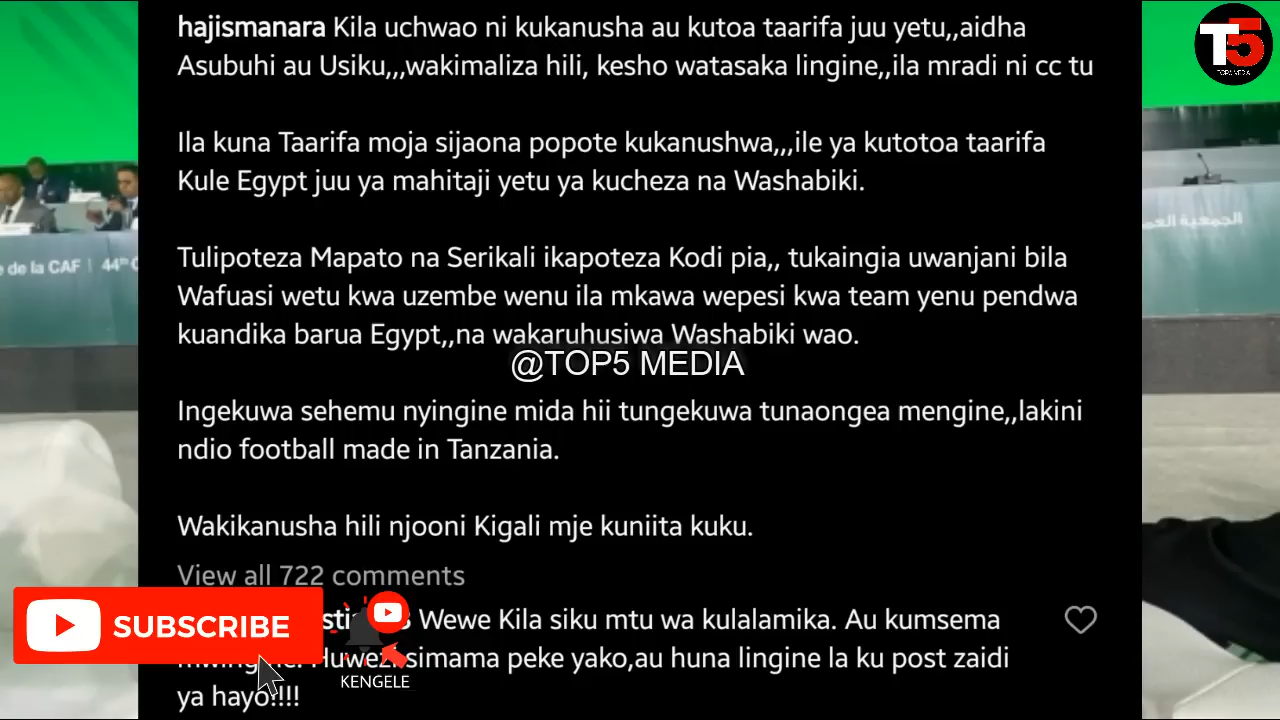 hajismanara Kila uchwao ni kukanusha au kutoa taarifa juu yetu,,aidha
Asubuhi au Usiku,,,wakimaliza hili, kesho watasaka lingine,,ila mradi ni cc tu
Ila kuna Taarifa moja sijaona popote kukanushwa,,,ile ya kutotoa taarifa
Kule Egypt juu ya mahitaji yetu ya kucheza na Washabiki.
Tulipoteza Mapato na Serikali ikapoteza Kodi pia,, tukaingia uwanjani bila
Wafuasi wetu kwa uzembe wenu ila mkawa wepesi kwa team yenu pendwa
kuandika barua Egypt,,na wakaruhusiwa Washabiki wao.
@TOP5 MEDIA
Ingekuwa sehemu nyingine mida hii tungekuwa tunaongea mengine,,lakini
ndio football made in Tanzania.
Wakikanusha hili njooni Kigali mje kuniita kuku.
View all 722 comments
Wewe Kila siku mtu wa kulalamika. Au kumsema
Huwezi simama peke yako,au huna lingine la ku post zaidi
ya hayo!!!!
SUBSCRIBE
KENGELE
T5
e de la CAF
44
الجمعية